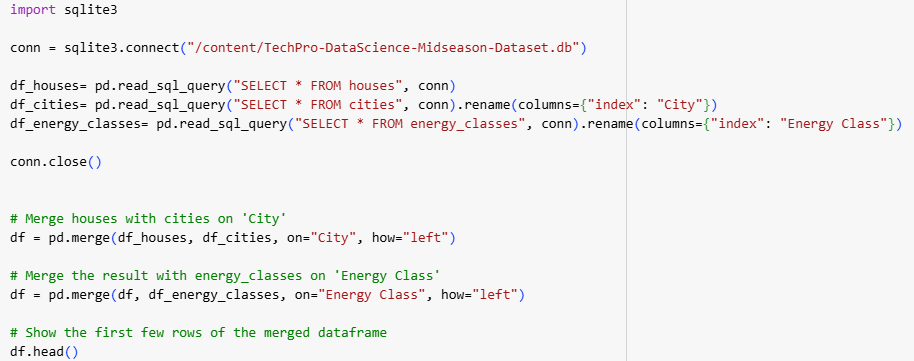 import sqlite3
conn = sqlite3.connect("/content/TechPro-DataScience-Midseason-Dataset.db")
df_houses= pd.read_sql_query("SELECT * FROM houses", conn)
df_cities= pd.read_sql_query("SELECT * FROM cities", conn).rename(columns={"index": "City"})
df_energy_classes= pd.read_sql_query("SELECT * FROM energy_classes", conn).rename(columns={"index": "Energy Class"})
conn.close()
# Merge houses with cities on 'City'
df = pd.merge(df_houses, df_cities, on="City", how="left")
# Merge the result with energy_classes on 'Energy Class'
df = pd.merge(df, df_energy_classes, on="Energy Class", how="left")
# Show the first few rows of the merged dataframe
df.head()